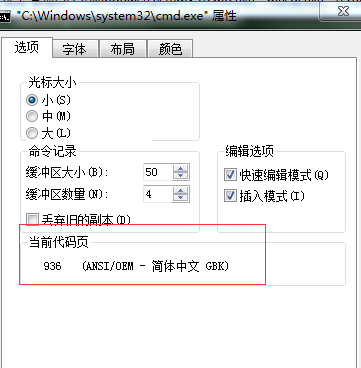 "C:\Windows\system32\cmd.exe" 属性
选项 字体 布局 颜色
光标大小
小(S)
中(M)
大(L)
命令记录
缓冲区大小(B): 50
缓冲区数量(N): 4
丢弃旧的副本(D)
编辑选项
快速编辑模式(Q)
插入模式(I)
当前代码页
936 (ANSI/OEM - 简体中文 GBK)